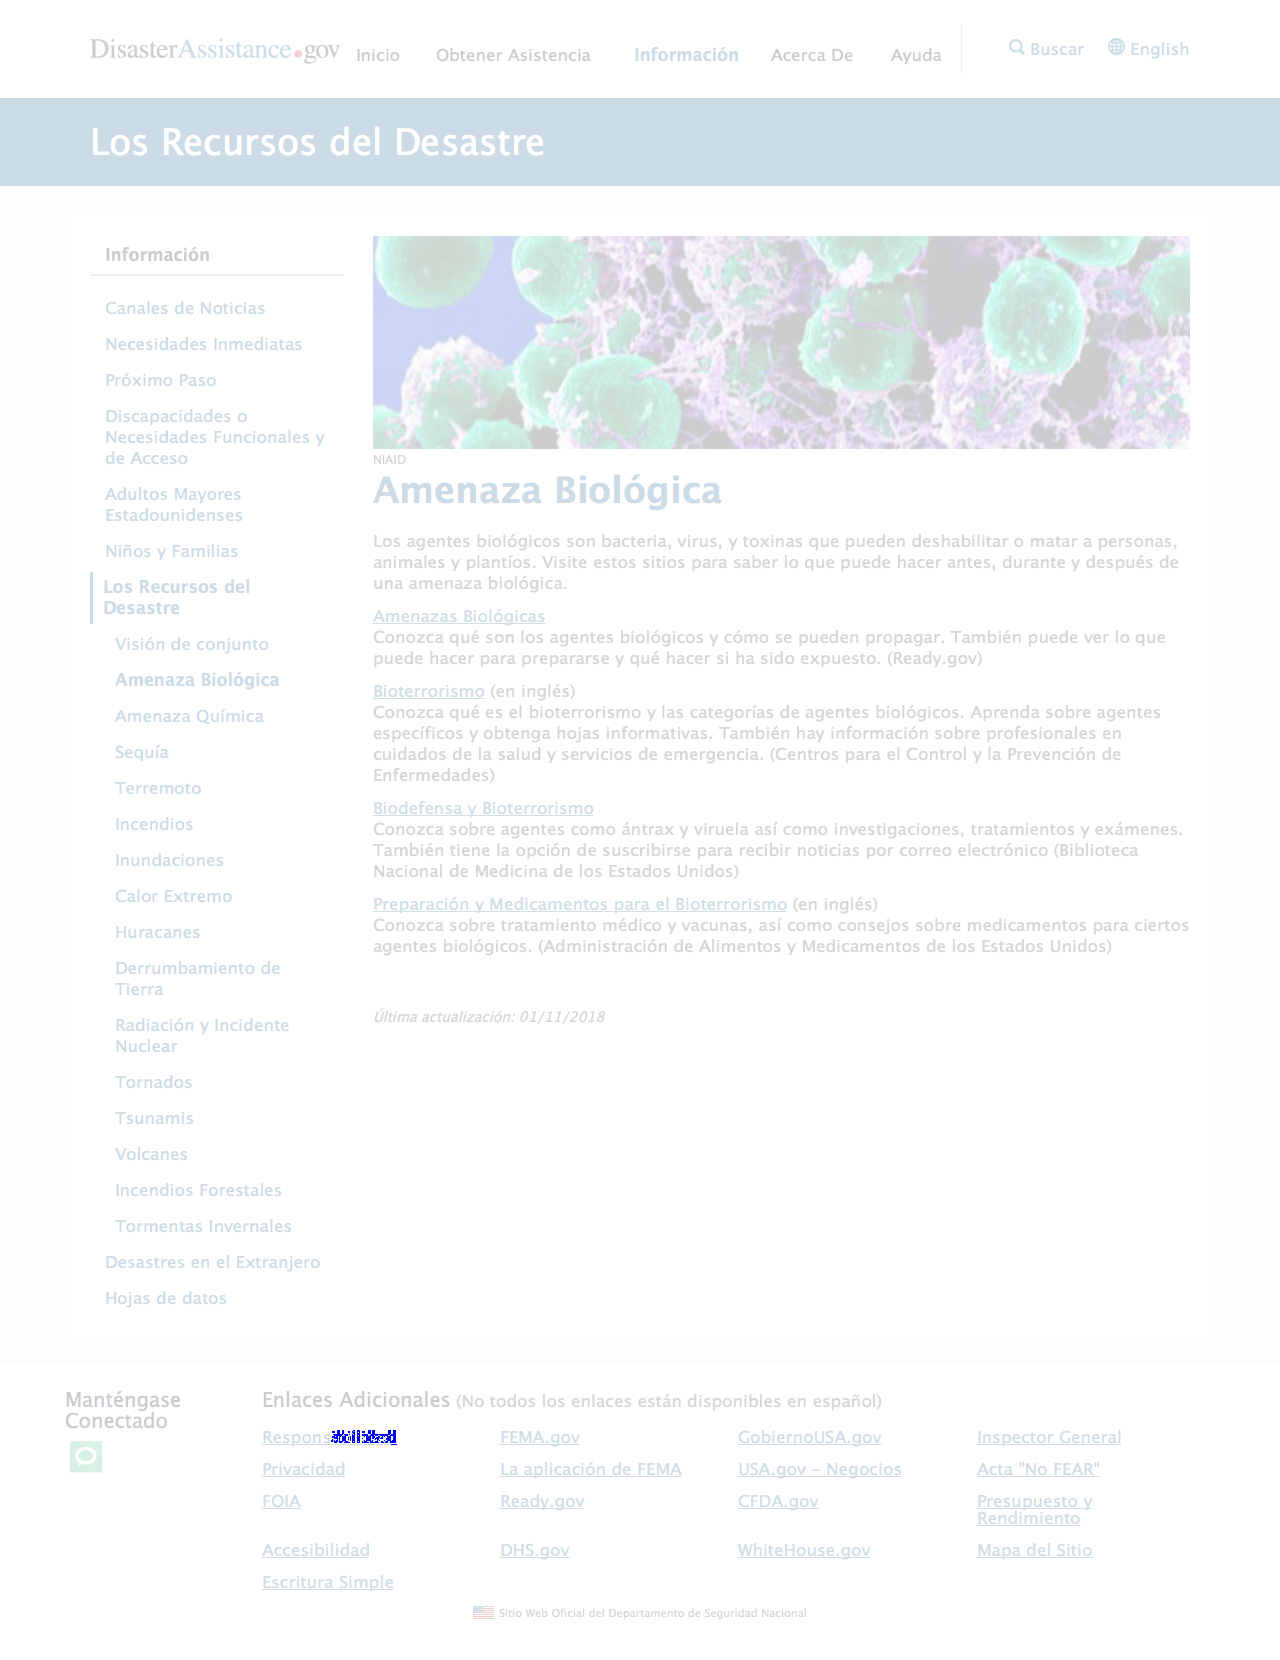 DisasterAssistance.gov
Inicio
Obtener Asistencia
Información
Acerca De
Ayuda
Buscar
English
Los Recursos del Desastre
Información
Canales de Noticias
Necesidades Inmediatas
Próximo Paso
Discapacidades o
Necesidades Funcionales y
de Acceso
Adultos Mayores
Estadounidenses
Niños y Familias
Los Recursos del
Desastre
Visión de conjunto
Amenaza Biológica
Amenaza Química
Sequía
Terremoto
Incendios
Inundaciones
Calor Extremo
Huracanes
Derrumbamiento de
Tierra
Radiación y Incidente
Nuclear
Tornados
Tsunamis
Volcanes
Incendios Forestales
Tormentas Invernales
Desastres en el Extranjero
Hojas de datos
NIAID
Amenaza Biológica
Los agentes biológicos son bacteria, virus, y toxinas que pueden deshabilitar o matar a personas,
animales y plantíos. Visite estos sitios para saber lo que puede hacer antes, durante y después de
una amenaza biológica.
Amenazas Biológicas
Conozca qué son los agentes biológicos y cómo se pueden propagar. También puede ver lo que
puede hacer para prepararse y qué hacer si ha sido expuesto. (Ready.gov)
Bioterrorismo (en inglés)
Conozca qué es el bioterrorismo y las categorías de agentes biológicos. Aprenda sobre agentes
específicos y obtenga hojas informativas. También hay información sobre profesionales en
cuidados de la salud y servicios de emergencia. (Centros para el Control y la Prevención de
Enfermedades)
Biodefensa y Bioterrorismo
Conozca sobre agentes como ántrax y viruela así como investigaciones, tratamientos y exámenes.
También tiene la opción de suscribirse para recibir noticias por correo electrónico (Biblioteca
Nacional de Medicina de los Estados Unidos)
Preparación y Medicamentos para el Bioterrorismo (en inglés)
Conozca sobre tratamiento médico y vacunas, así como consejos sobre medicamentos para ciertos
agentes biológicos. (Administración de Alimentos y Medicamentos de los Estados Unidos)
Última actualización: 01/11/2018
Manténgase
Conectado
Enlaces Adicionales (No todos los enlaces están disponibles en español)
FEMA.gov
GobiernoUSA.gov
Inspector General
Privacidad
La aplicación de FEMA
USA.gov – Negocios
Acta "No FEAR"
FOIA
Ready.gov
CFDA.gov
Presupuesto y
Rendimiento
Accesibilidad
DHS.gov
WhiteHouse.gov
Mapa del Sitio
Escritura Simple
Sitio Web Oficial del Departamento de Seguridad Nacional